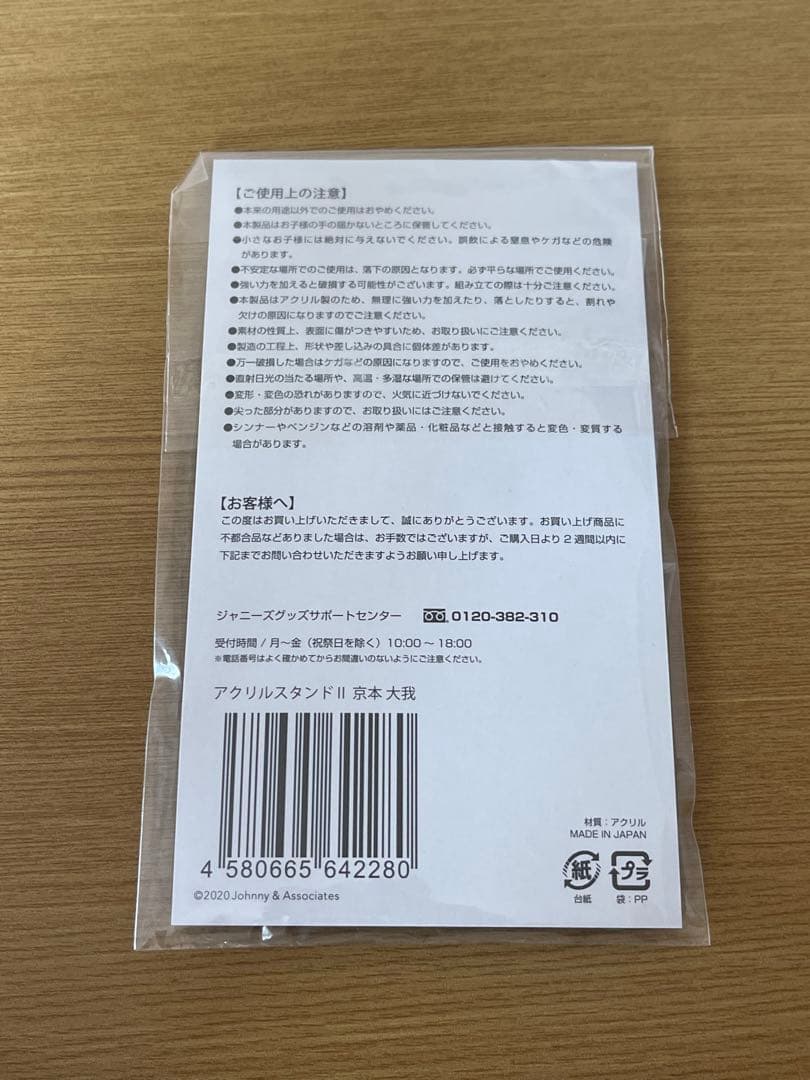 【ご使用上の注意】
●本来の用途以外でのご使用はおやめください。
●本製品はお子様の手の届かないところに保管してください。
●小さなお子様には絶対に与えないでください。誤飲による窒息やケガなどの危険
があります。
●不安定な場所でのご使用は、落下の原因となります。必ず平らな場所でご使用ください。
●強い力を加えると破損する可能性がございます。組み立ての際は十分ご注意ください。
●本製品はアクリル製のため、無理に強い力を加えたり、落としたりすると、割れや
欠けの原因になりますのでご注意ください。
●素材の性質上、表面に傷がつきやすいため、お取り扱いにご注意ください。
●製造の工程上、形状や差し込みの具合に個体差があります。
●万一破損した場合はケガなどの原因になりますので、ご使用をおやめください。
●直射日光の当たる場所や、高温・多湿な場所での保管は避けてください。
●変形・変色の恐れがありますので、火気に近づけないでください。
●尖った部分がありますので、お取り扱いにはご注意ください。
●シンナーやベンジンなどの溶剤や薬品・化粧品などと接触すると変色・変質する
場合があります。
【お客様へ】
この度はお買い上げいただきまして、誠にありがとうございます。お買い上げ商品に
不都合品などありました場合は、お手数ではございますが、ご購入日より2週間以内に
下記までお問い合わせいただきますようお願い申し上げます。
ジャニーズグッズサポートセンター 0120-382-310
受付時間 / 月〜金（祝祭日を除く）10:00〜18:00
※電話番号はよく確かめてからお間違いのないようにご注意ください。
アクリルスタンドII 京本 大我
4 580665 642280
©2020 Johnny & Associates
材質：アクリル
MADE IN JAPAN
紙 プラ
台紙 袋：PP